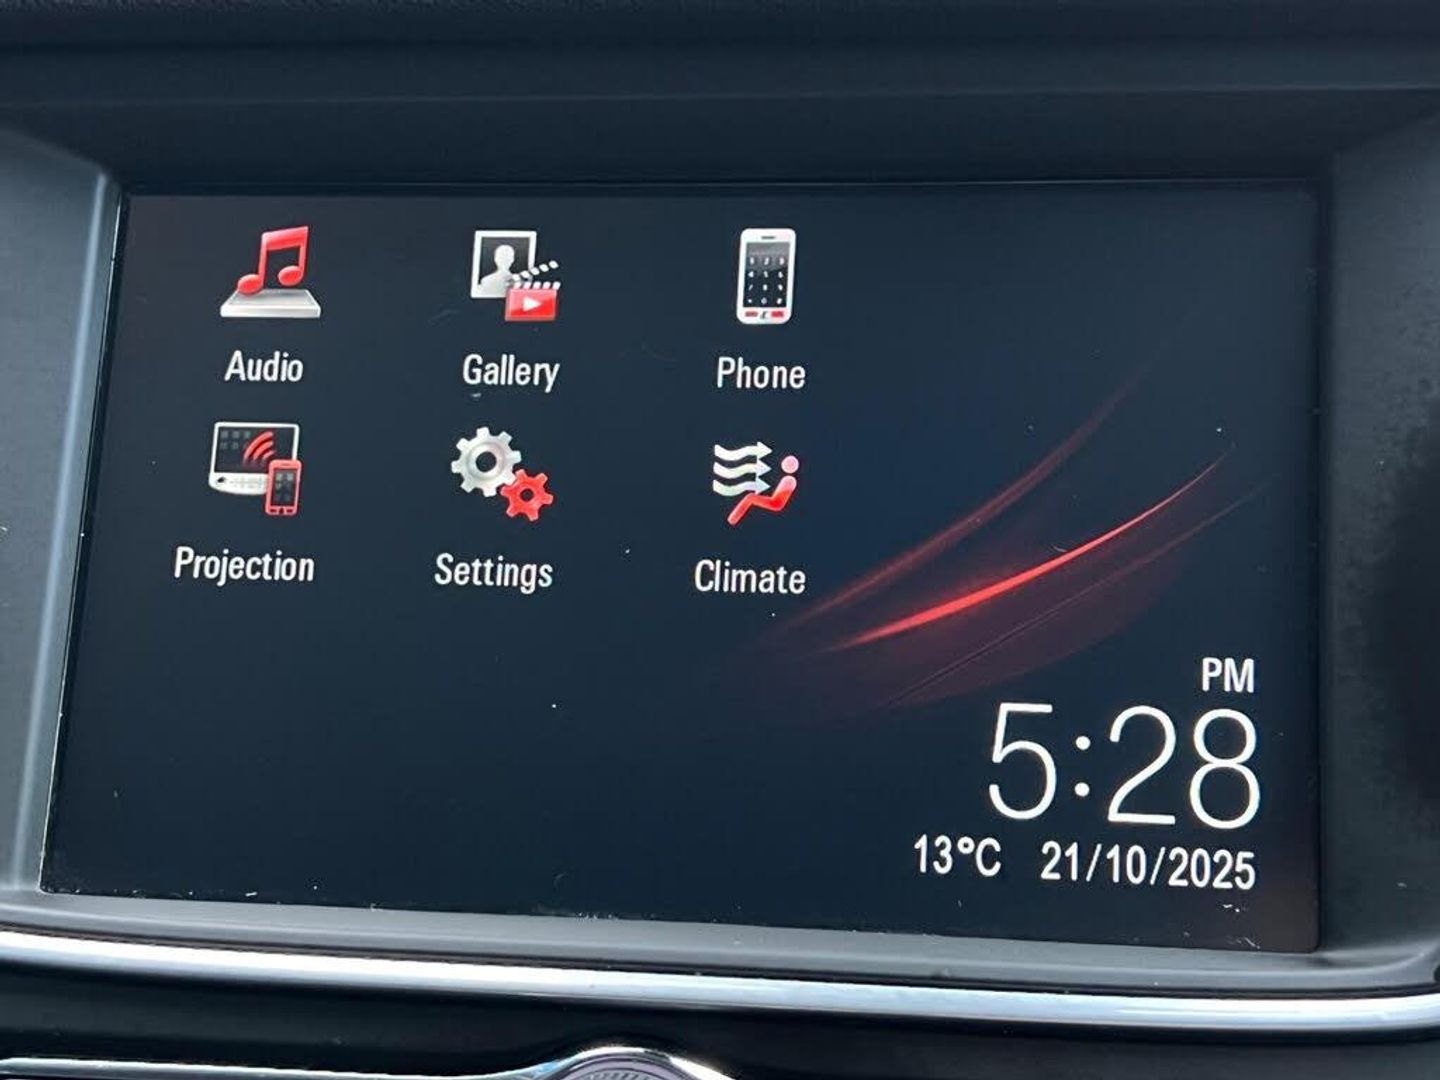 Audio
Gallery
Phone
Projection
Settings
Climate
PM
5:28
13°C 21/10/2025